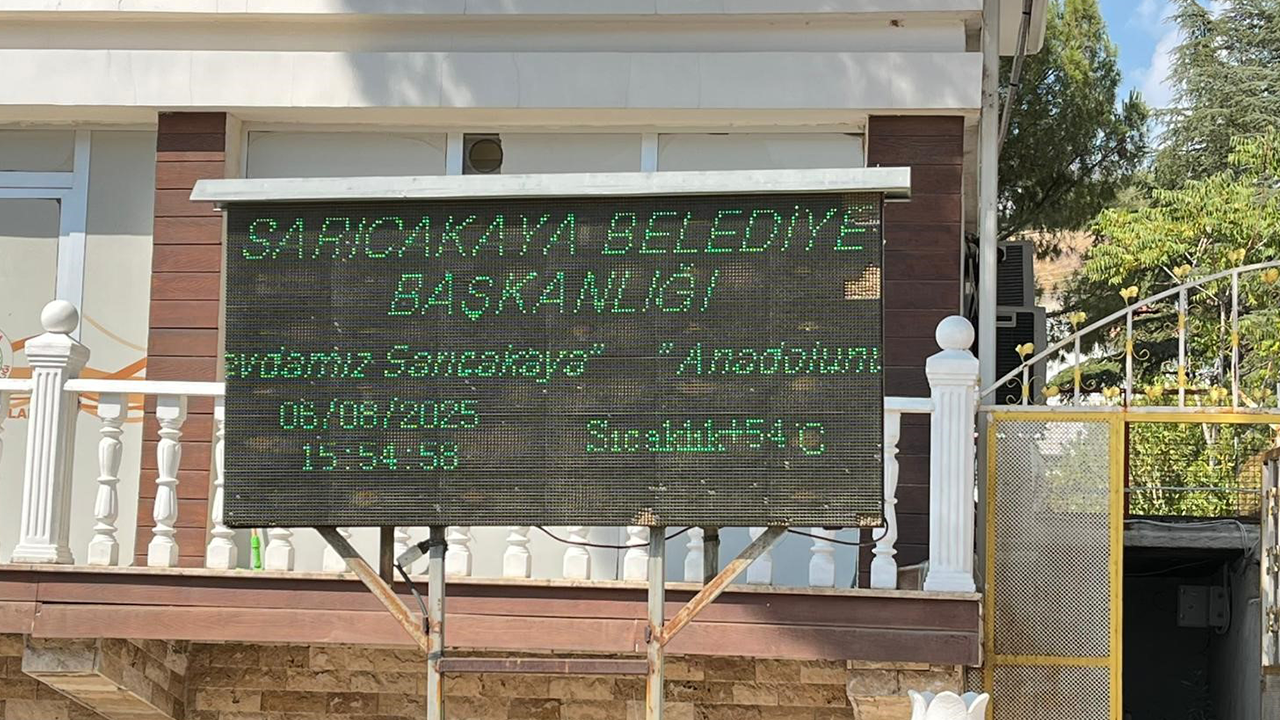 SARICAKAYA BELEDİYE
BAŞKANLIĞI
avdamız Sarıcakaya" "Anadolunu
06/08/2025
15:54:58
Sıcaklık+54°C